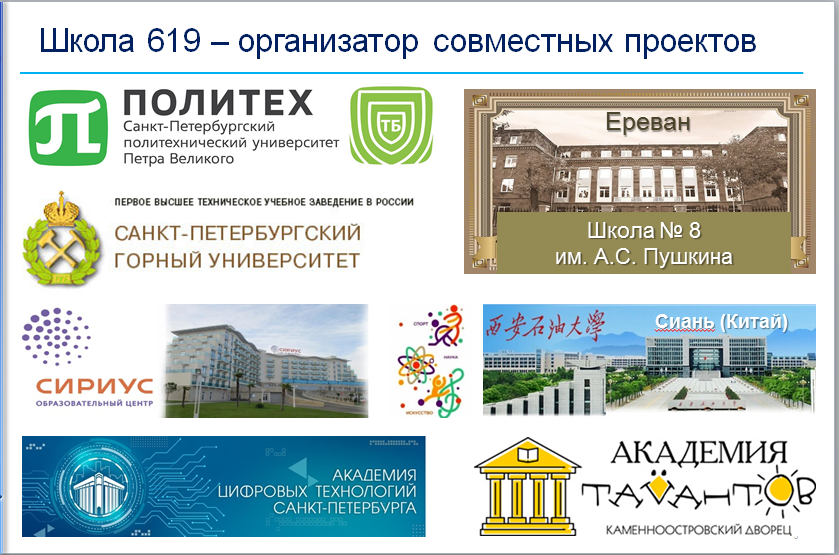 Школа 619 – организатор совместных проектов
ПОЛИТЕХ
Санкт-Петербургский
политехнический университет
Петра Великого
ТБ
Ереван
Школа № 8
им. А.С. Пушкина
ПЕРВОЕ ВЫСШЕЕ ТЕХНИЧЕСКОЕ УЧЕБНОЕ ЗАВЕДЕНИЕ В РОССИИ
САНКТ-ПЕТЕРБУРГСКИЙ
ГОРНЫЙ УНИВЕРСИТЕТ
СИРИУС
ОБРАЗОВАТЕЛЬНЫЙ ЦЕНТР
СИРИУС
СПОРТ
НАУКА
ИСКУССТВО
西安石油大学
Сиань (Китай)
АКАДЕМИЯ
ЦИФРОВЫХ ТЕХНОЛОГИЙ
САНКТ-ПЕТЕРБУРГА
АКАДЕМИЯ
ТАЛАНТОВ
КАМЕННООСТРОВСКИЙ ДВОРЕЦ